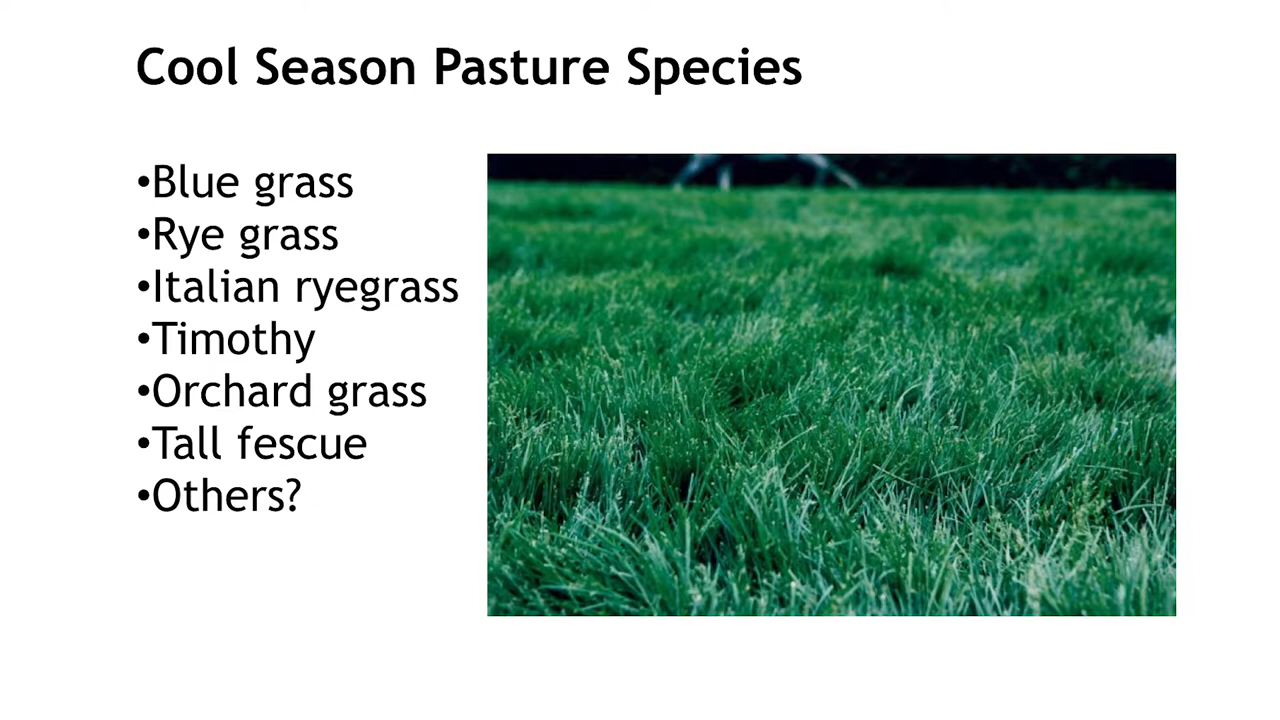 Cool Season Pasture Species
•Blue grass
•Rye grass
•Italian ryegrass
•Timothy
•Orchard grass
•Tall fescue
•Others?